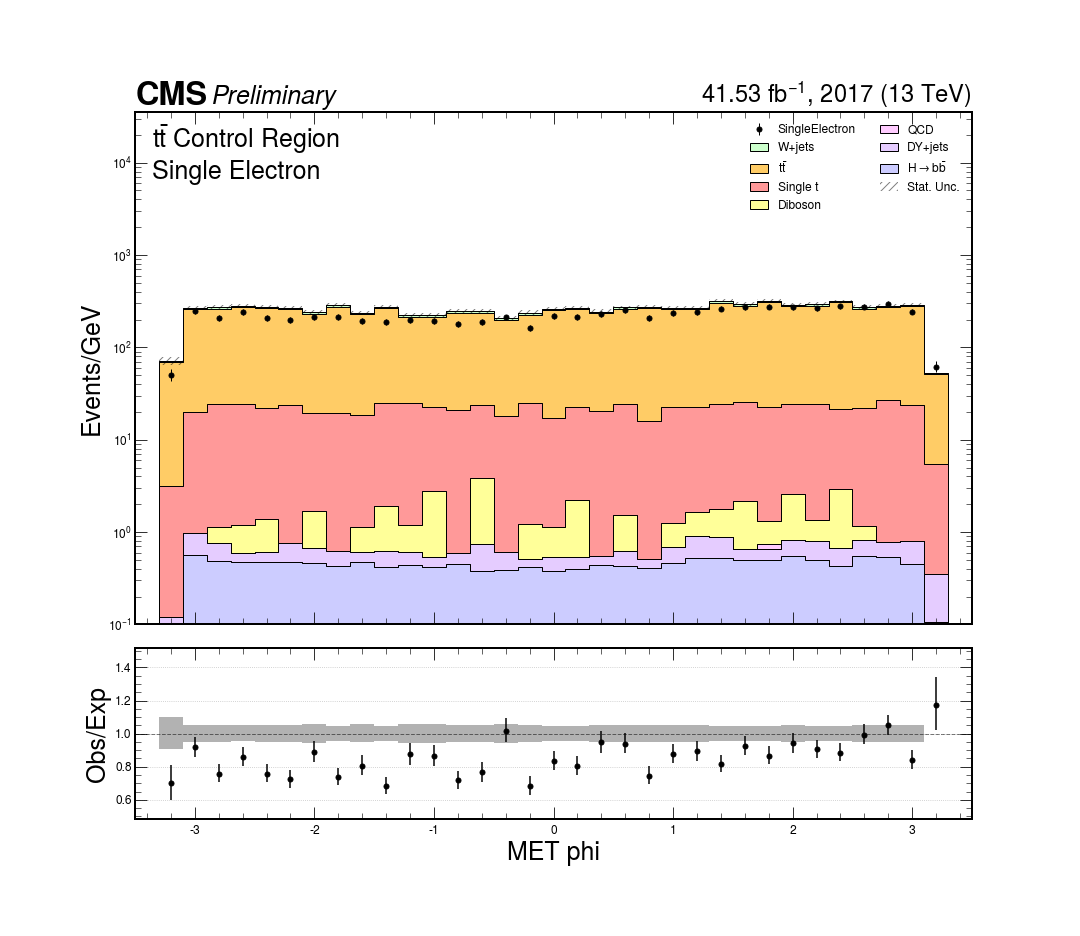 CMS Preliminary
41.53 fb⁻¹, 2017 (13 TeV)
tt̄ Control Region
Single Electron
SingleElectron
W+jets
tt̄
Single t
Diboson
QCD
DY+jets
H→bb̄
Stat. Unc.
Events/GeV
10⁴
10³
10²
10¹
10⁰
10⁻¹
Obs/Exp
1.4
1.2
1.0
0.8
0.6
-3 -2 -1 0 1 2 3
MET phi